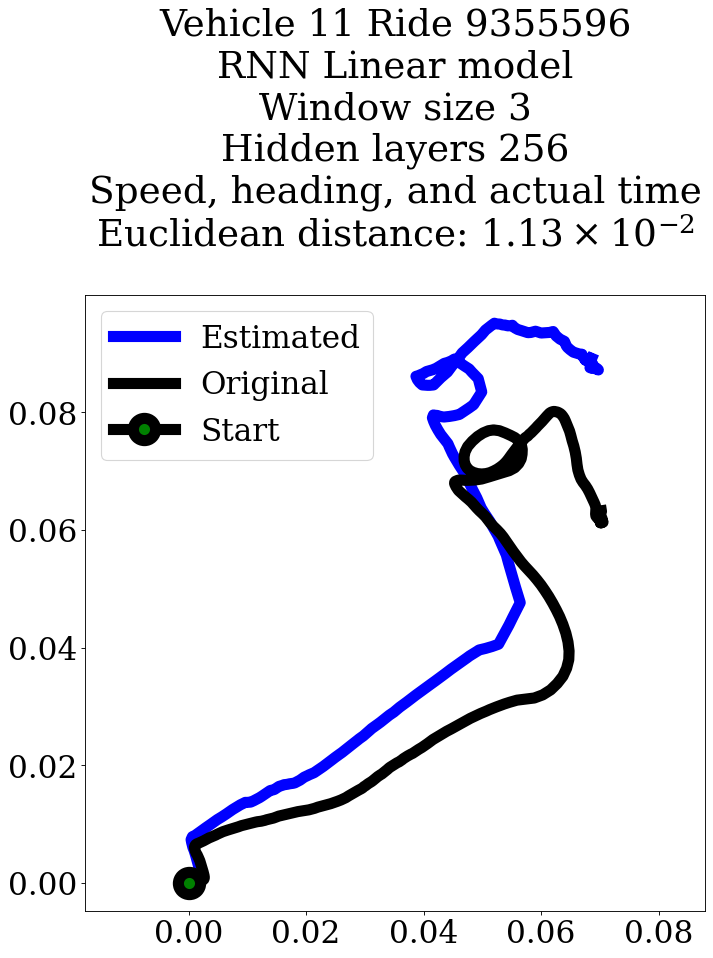 Vehicle 11 Ride 9355596
RNN Linear model
Window size 3
Hidden layers 256
Speed, heading, and actual time
Euclidean distance: 1.13 × 10⁻²
Estimated
Original
Start
0.08
0.06
0.04
0.02
0.00
0.00 0.02 0.04 0.06 0.08